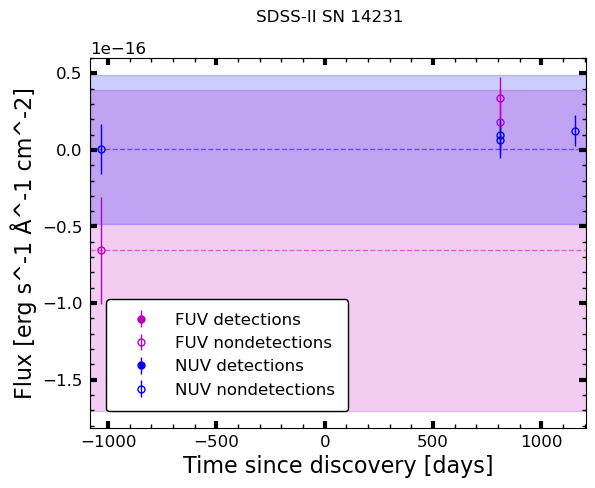 SDSS-II SN 14231
1e−16
0.5
0.0
−0.5
−1.0
−1.5
Flux [erg s^-1 Å^-1 cm^-2]
FUV detections
FUV nondetections
NUV detections
NUV nondetections
−1000 −500 0 500 1000
Time since discovery [days]